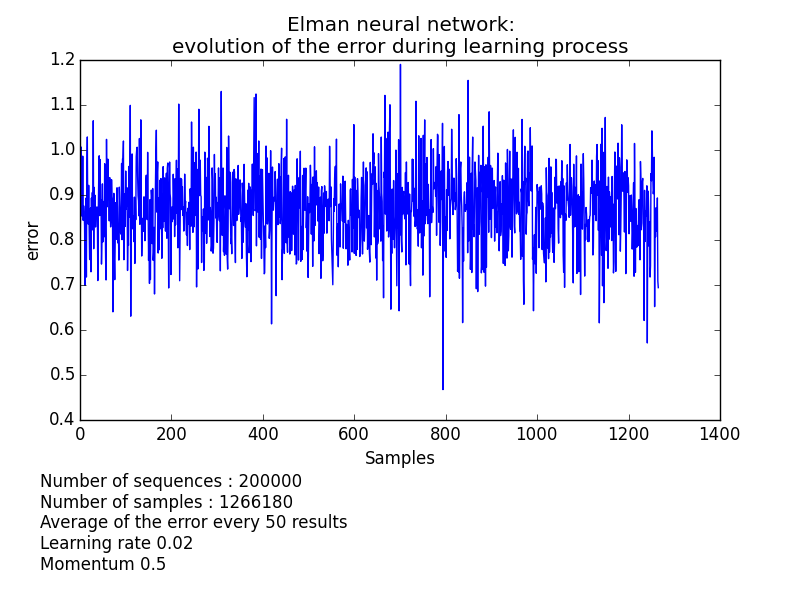 Elman neural network:
evolution of the error during learning process
1.2
1.1
1.0
0.9
0.8
0.7
0.6
0.5
0.4
error
0 200 400 600 800 1000 1200 1400
Samples
Number of sequences : 200000
Number of samples : 1266180
Average of the error every 50 results
Learning rate 0.02
Momentum 0.5